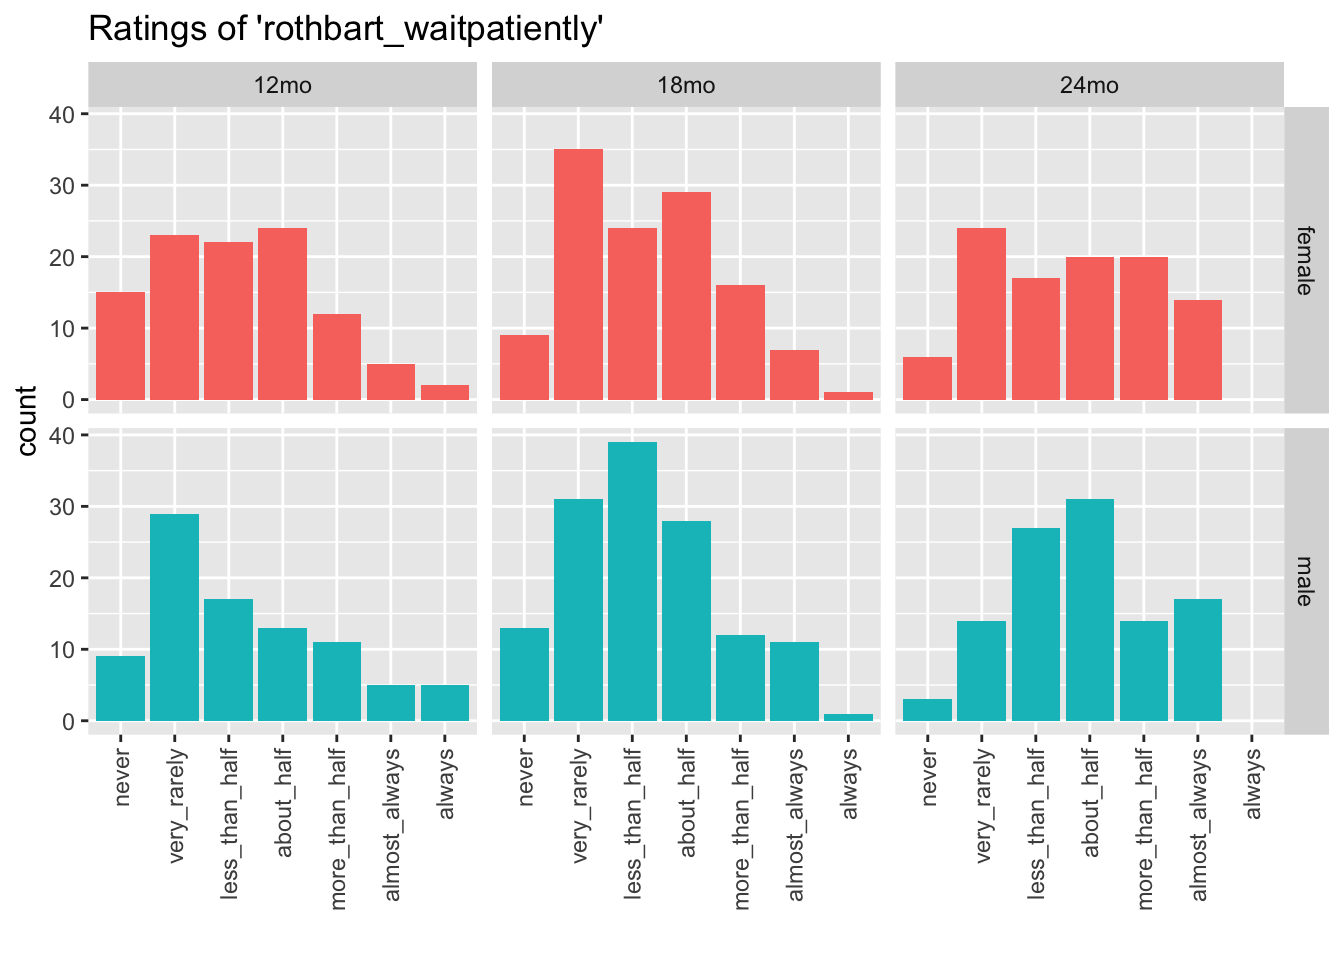 Ratings of 'rothbart_waitpatiently'
12mo
18mo
24mo
count
40
30
20
10
0
female
40
30
20
10
0
male
never
very_rarely
less_than_half
about_half
more_than_half
almost_always
always
never
very_rarely
less_than_half
about_half
more_than_half
almost_always
always
never
very_rarely
less_than_half
about_half
more_than_half
almost_always
always